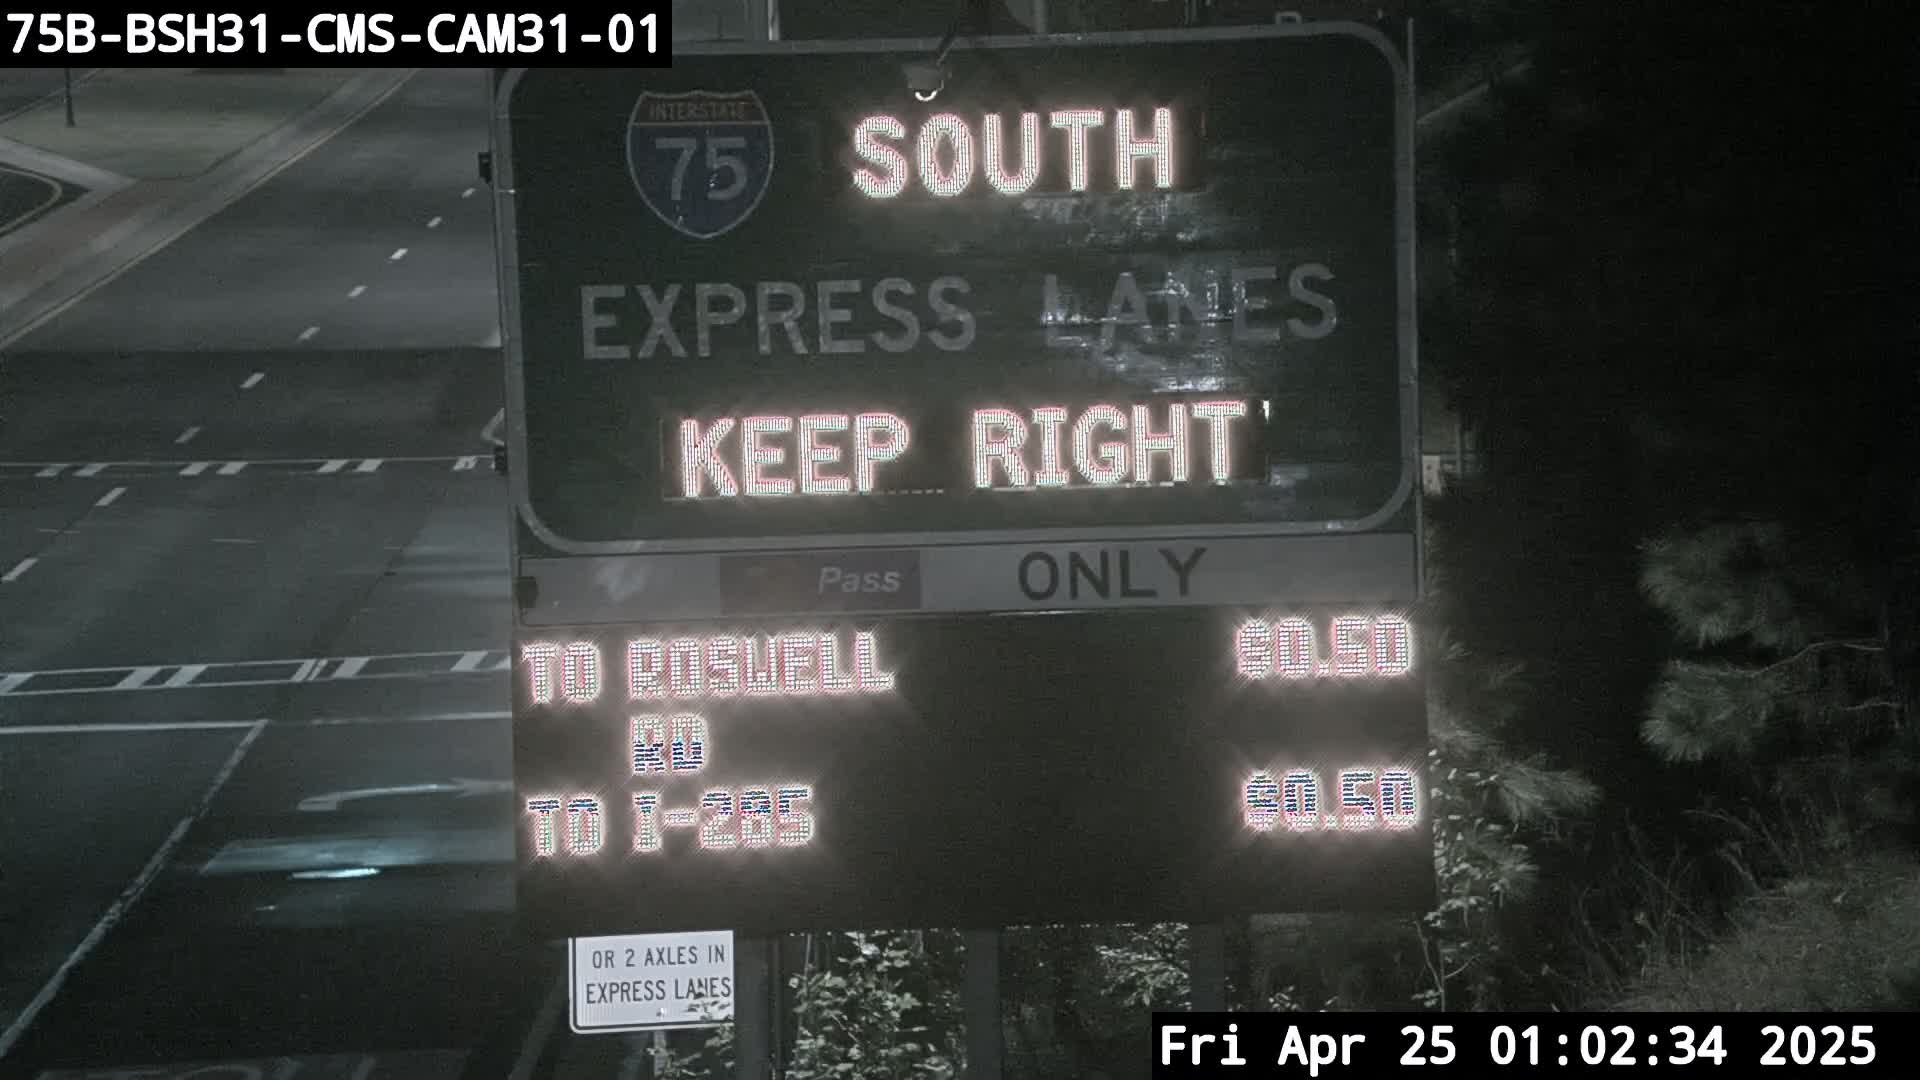 75B-BSH31-CMS-CAM31-01
INTERSTATE
75
SOUTH
EXPRESS LANES
KEEP RIGHT
Pass ONLY
TO ROSWELL $0.50
RD
TO I-285 $0.50
OR 2 AXLES IN
EXPRESS LANES
Fri Apr 25 01:02:34 2025